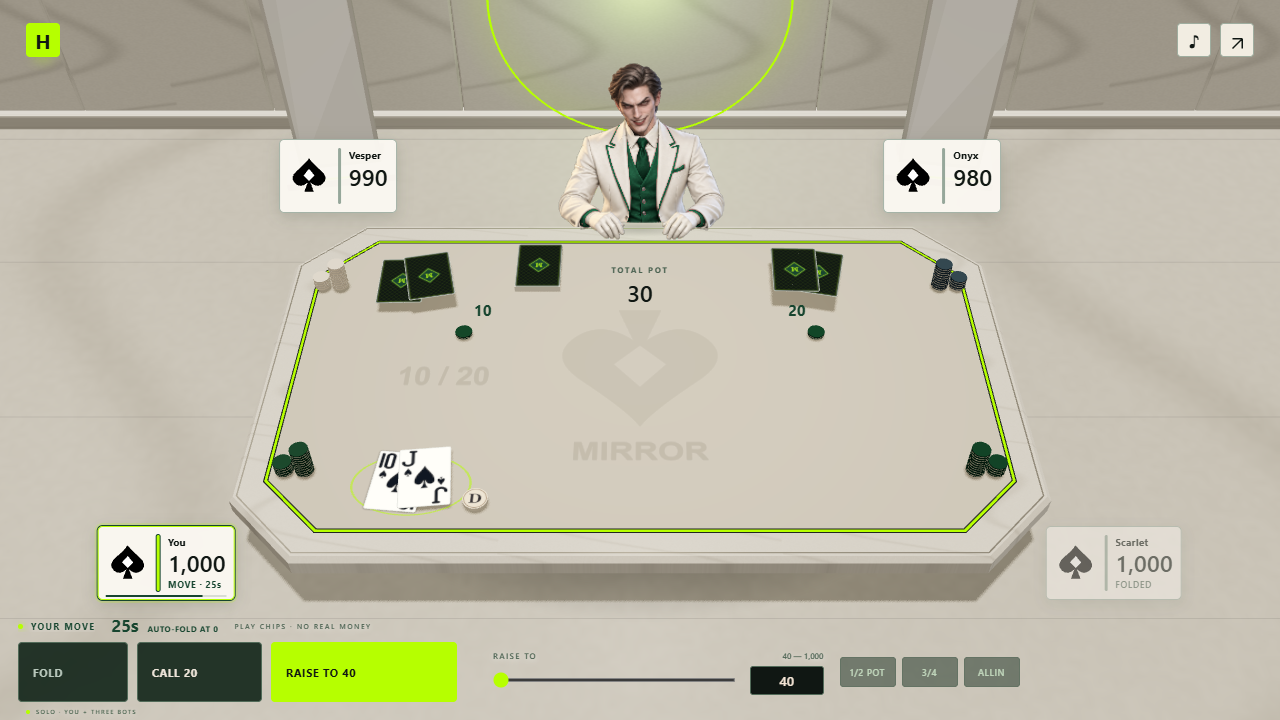 H
♪
Vesper
990
Onyx
980
TOTAL POT
30
10
20
10 / 20
MIRROR
10 J
J
D
You
1,000
MOVE · 25s
Scarlet
1,000
FOLDED
YOUR MOVE 25s AUTO-FOLD AT 0 PLAY CHIPS · NO REAL MONEY
FOLD
CALL 20
RAISE TO 40
RAISE TO
40 — 1,000
40
1/2 POT
3/4
ALLIN
SOLO · YOU + THREE BOTS